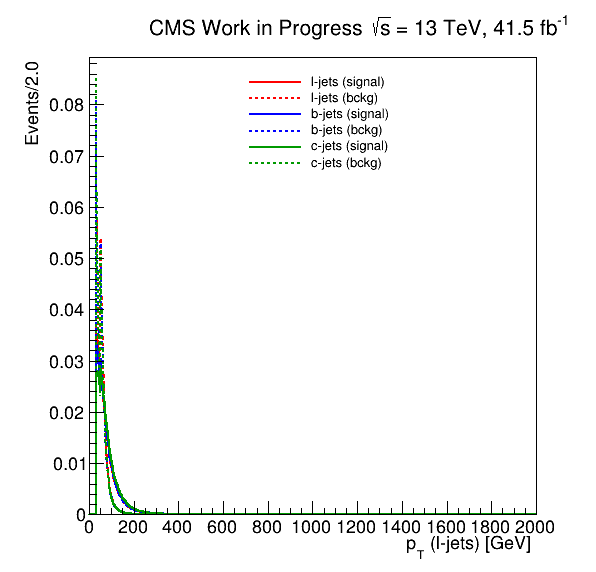 CMS Work in Progress √s = 13 TeV, 41.5 fb⁻¹
Events/2.0
l-jets (signal)
l-jets (bckg)
b-jets (signal)
b-jets (bckg)
c-jets (signal)
c-jets (bckg)
0.08
0.07
0.06
0.05
0.04
0.03
0.02
0.01
0
0 200 400 600 800 1000 1200 1400 1600 1800 2000
p_T (l-jets) [GeV]